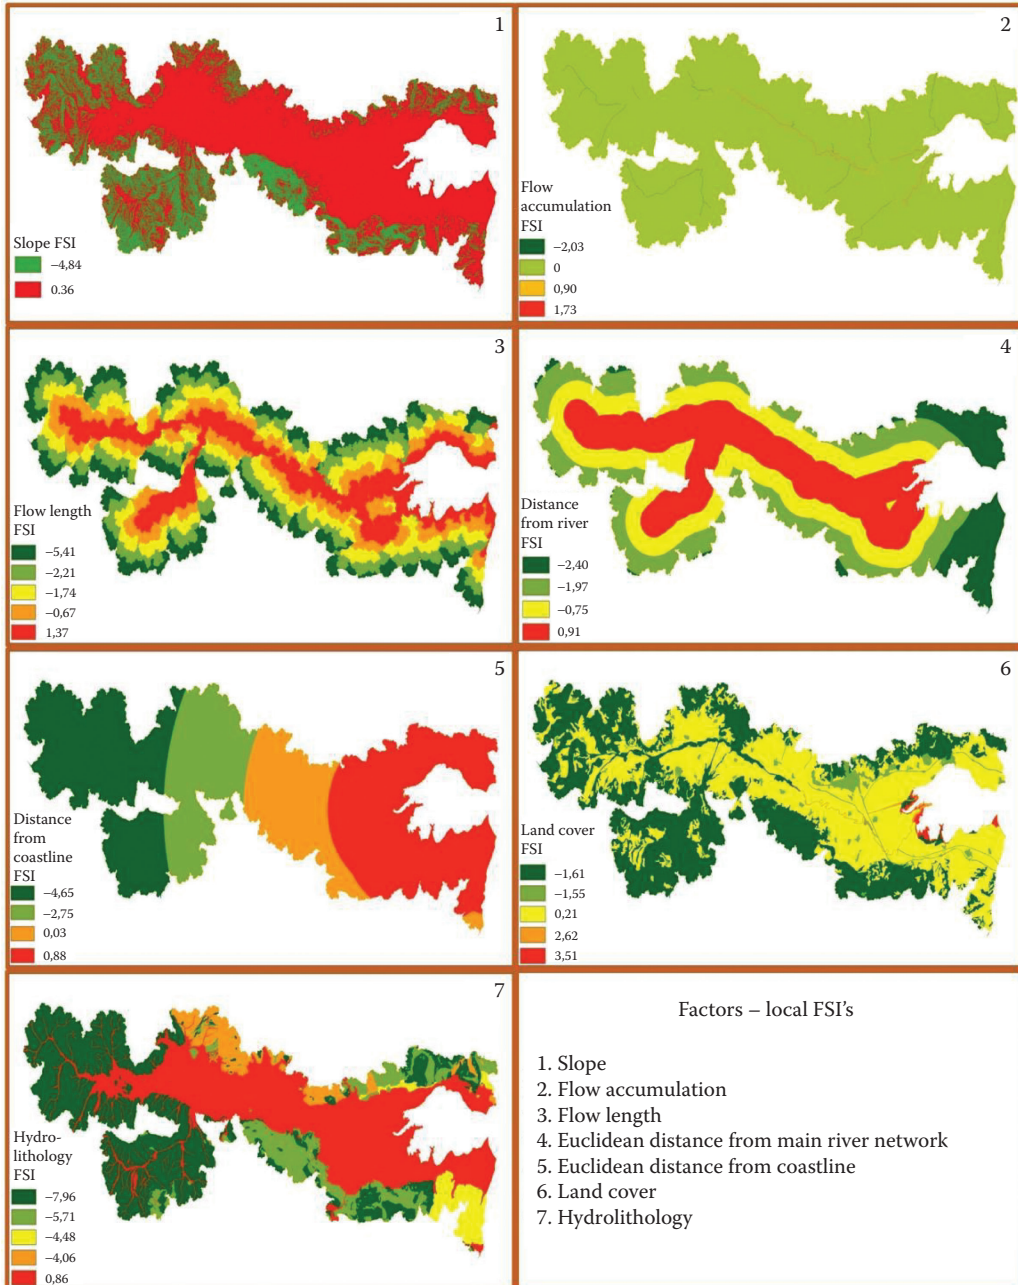 1
Slope FSI
–4,84
0.36
2
Flow
accumulation
FSI
–2,03
0
0,90
1,73
3
Flow length
FSI
–5,41
–2,21
–1,74
–0,67
1,37
4
Distance
from river
FSI
–2,40
–1,97
–0,75
0,91
5
Distance
from
coastline
FSI
–4,65
–2,75
0,03
0,88
6
Land cover
FSI
–1,61
–1,55
0,21
2,62
3,51
7
Hydro-
lithology
FSI
–7,96
–5,71
–4,48
–4,06
0,86
Factors – local FSI's
1. Slope
2. Flow accumulation
3. Flow length
4. Euclidean distance from main river network
5. Euclidean distance from coastline
6. Land cover
7. Hydrolithology